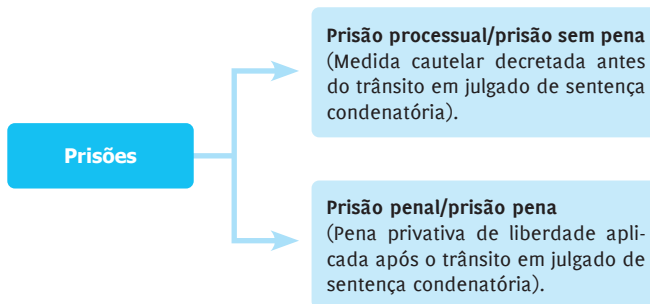 Prisões
Prisão processual/prisão sem pena
(Medida cautelar decretada antes
do trânsito em julgado de sentença
condenatória).
Prisão penal/prisão pena
(Pena privativa de liberdade apli-
cada após o trânsito em julgado de
sentença condenatória).